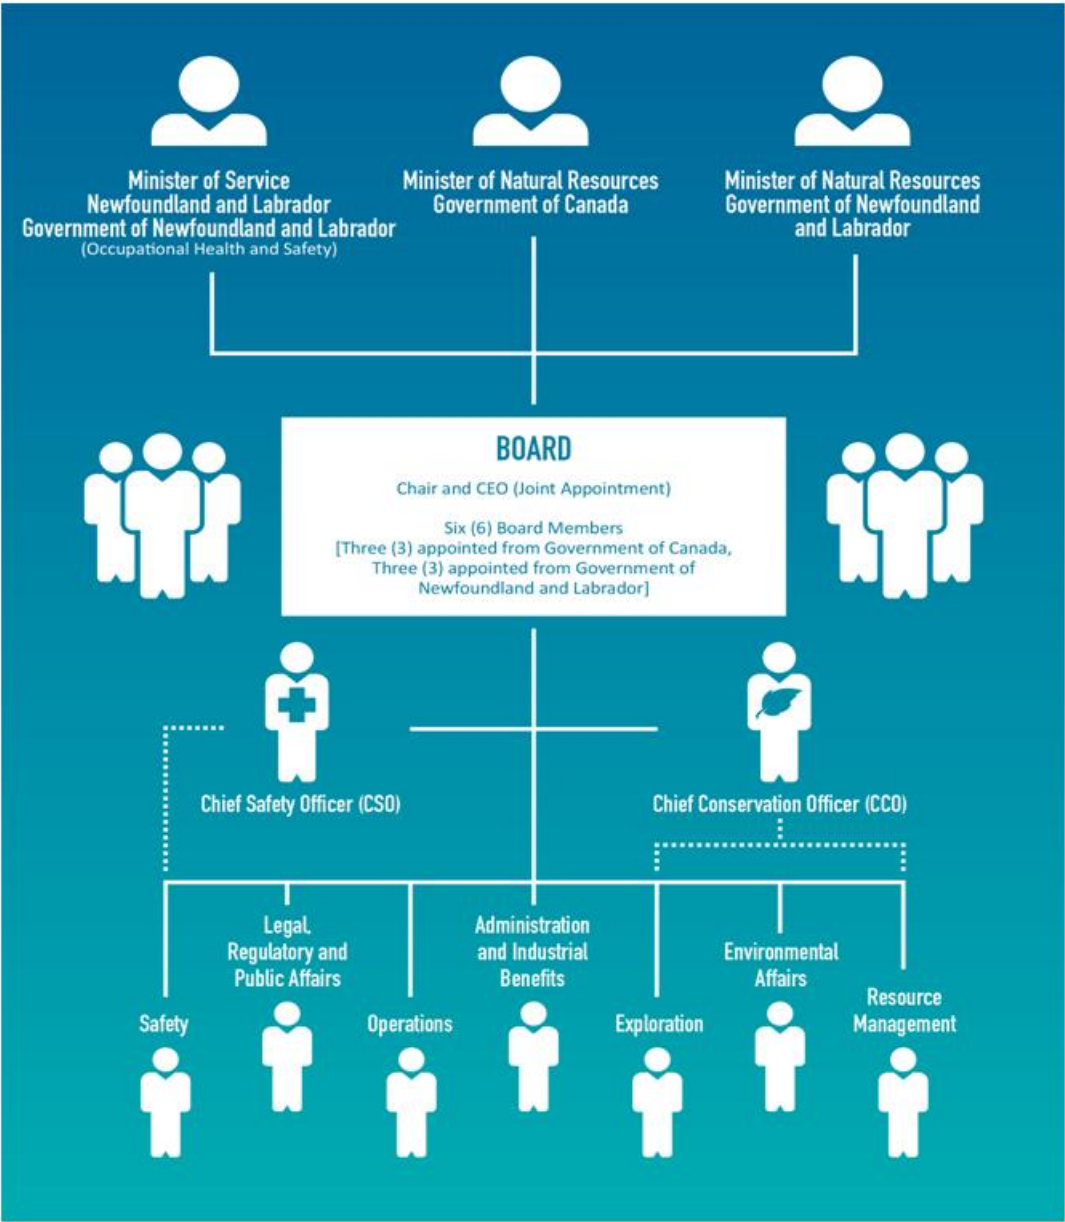 Minister of Service
Newfoundland and Labrador
Government of Newfoundland and Labrador
(Occupational Health and Safety)
Minister of Natural Resources
Government of Canada
Minister of Natural Resources
Government of Newfoundland
and Labrador
BOARD
Chair and CEO (Joint Appointment)
Six (6) Board Members
[Three (3) appointed from Government of Canada,
Three (3) appointed from Government of
Newfoundland and Labrador]
Chief Safety Officer (CSO)
Chief Conservation Officer (CCO)
Safety
Legal,
Regulatory and
Public Affairs
Operations
Administration
and Industrial
Benefits
Exploration
Environmental
Affairs
Resource
Management